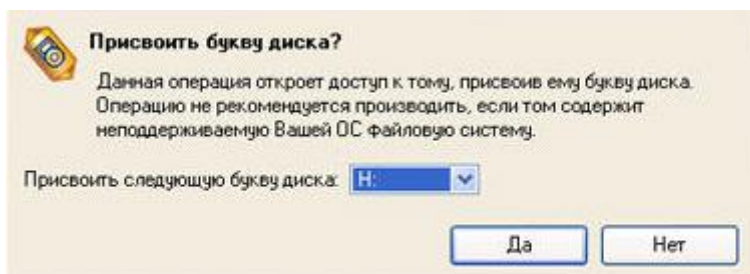 Присвоить букву диска?
Данная операция откроет доступ к тому, присвоив ему букву диска.
Операцию не рекомендуется производить, если том содержит
неподдерживаемую Вашей ОС файловую систему.
Присвоить следующую букву диска: H:
Да Нет